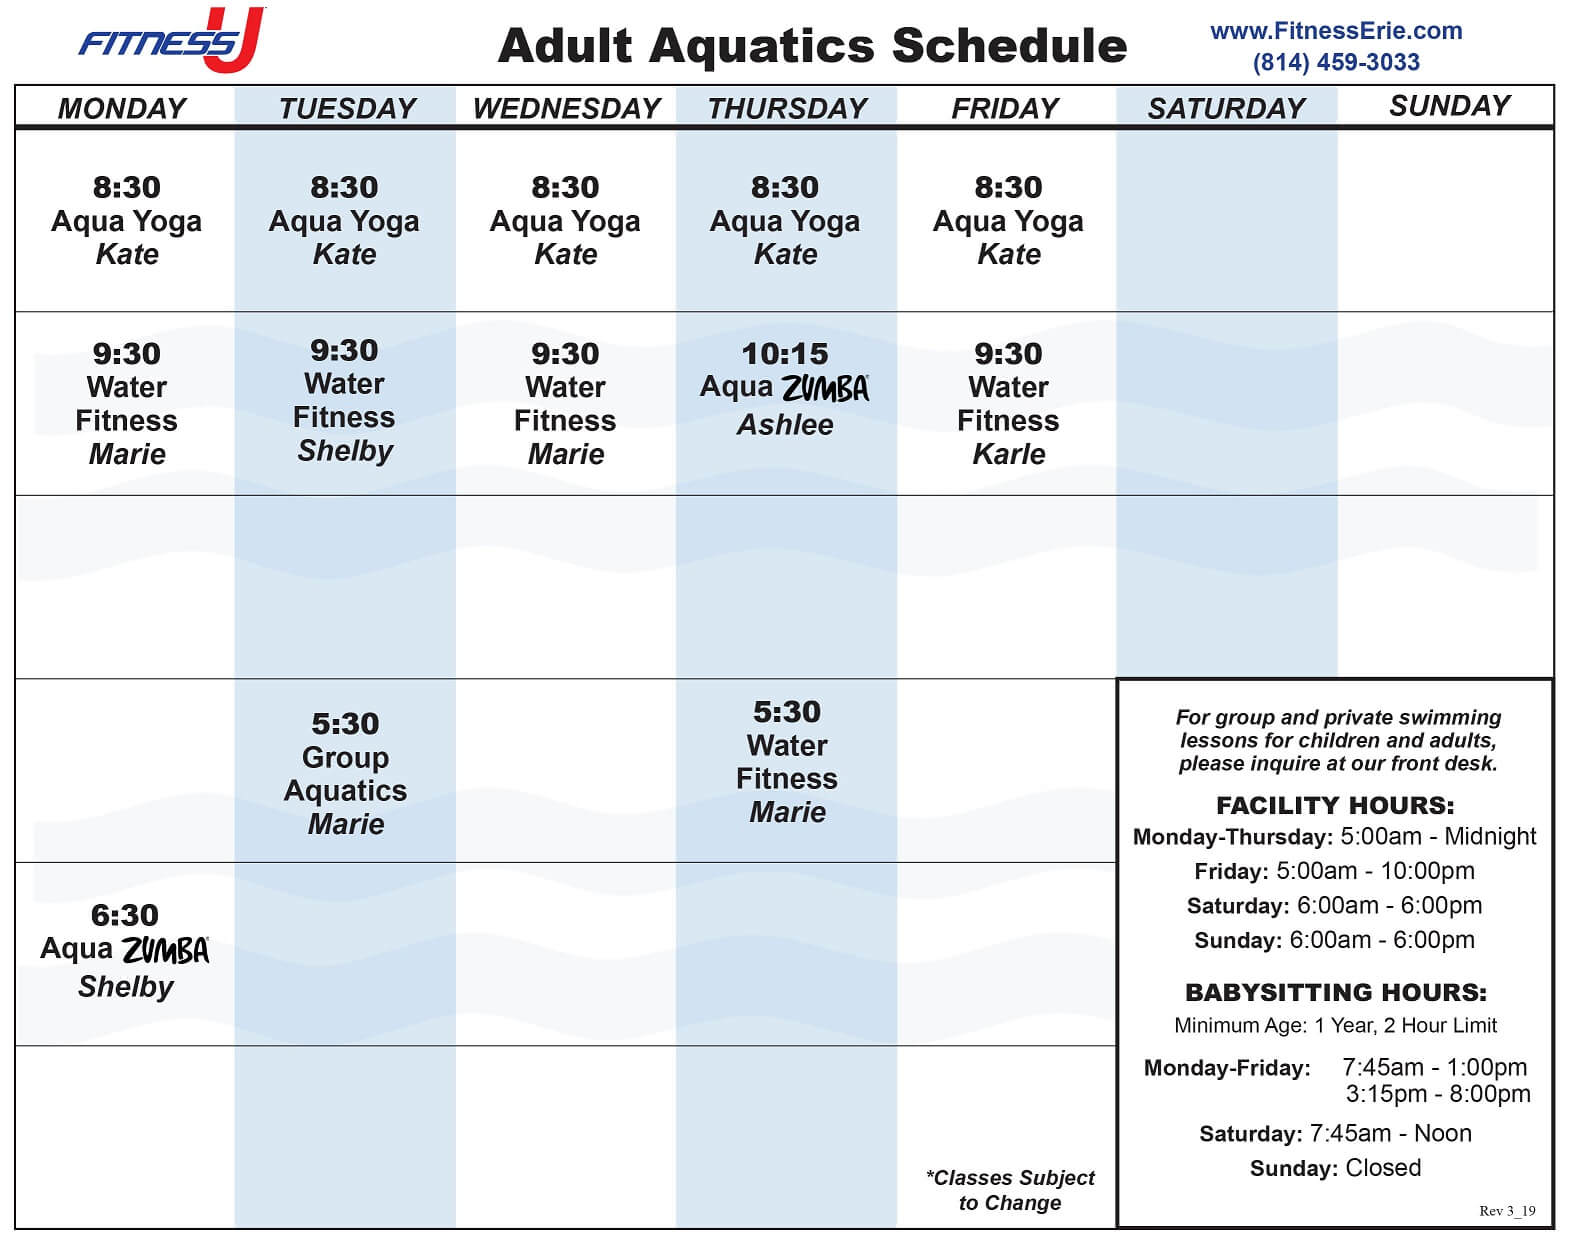 FITNESS U
Adult Aquatics Schedule
www.FitnessErie.com
(814) 459-3033
MONDAY TUESDAY WEDNESDAY THURSDAY FRIDAY SATURDAY SUNDAY
8:30
Aqua Yoga
Kate
8:30
Aqua Yoga
Kate
8:30
Aqua Yoga
Kate
8:30
Aqua Yoga
Kate
8:30
Aqua Yoga
Kate
9:30
Water
Fitness
Marie
9:30
Water
Fitness
Shelby
9:30
Water
Fitness
Marie
10:15
Aqua ZUMBA
Ashlee
9:30
Water
Fitness
Karle
5:30
Group
Aquatics
Marie
5:30
Water
Fitness
Marie
6:30
Aqua ZUMBA
Shelby
*Classes Subject
to Change
For group and private swimming
lessons for children and adults,
please inquire at our front desk.
FACILITY HOURS:
Monday-Thursday: 5:00am - Midnight
Friday: 5:00am - 10:00pm
Saturday: 6:00am - 6:00pm
Sunday: 6:00am - 6:00pm
BABYSITTING HOURS:
Minimum Age: 1 Year, 2 Hour Limit
Monday-Friday: 7:45am - 1:00pm
3:15pm - 8:00pm
Saturday: 7:45am - Noon
Sunday: Closed
Rev 3_19